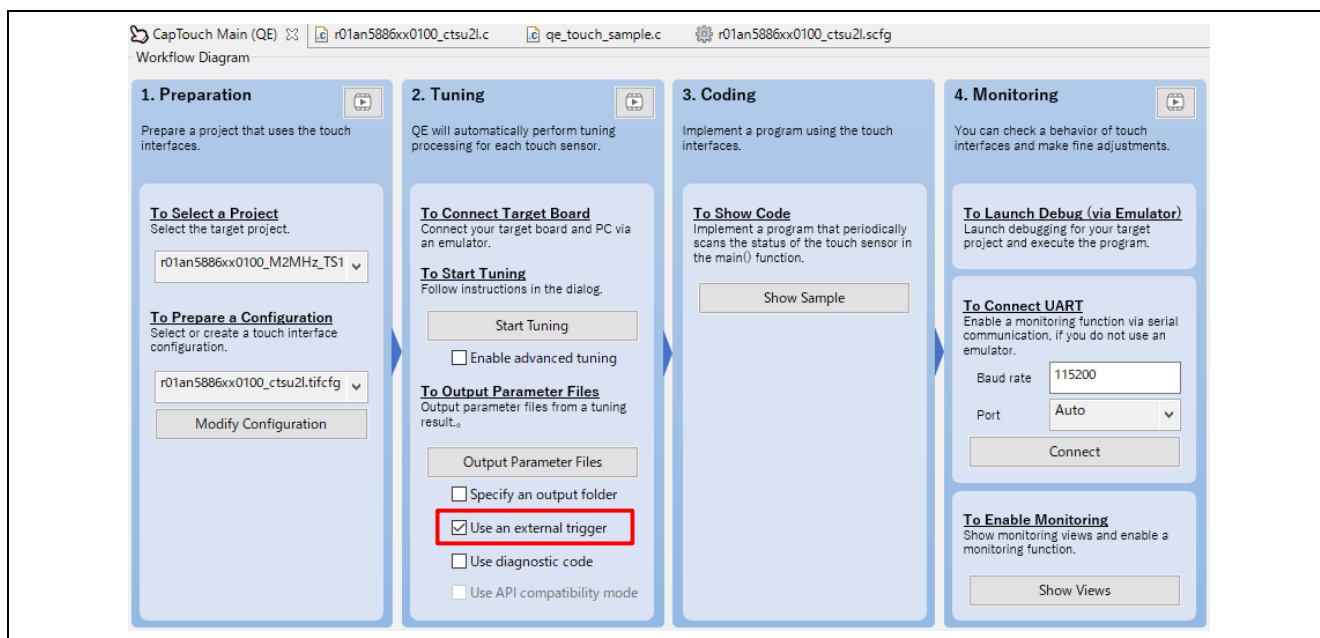 CapTouch Main (QE)
r01an5886xx0100_ctsu2l.c
qe_touch_sample.c
r01an5886xx0100_ctsu2l.scfg
Workflow Diagram
1. Preparation
Prepare a project that uses the touch
interfaces.
To Select a Project
Select the target project.
r01an5886xx0100_M2MHz_TS1
To Prepare a Configuration
Select or create a touch interface
configuration.
r01an5886xx0100_ctsu2l.tifcfg
Modify Configuration
2. Tuning
QE will automatically perform tuning
processing for each touch sensor.
To Connect Target Board
Connect your target board and PC via
an emulator.
To Start Tuning
Follow instructions in the dialog.
Start Tuning
Enable advanced tuning
To Output Parameter Files
Output parameter files from a tuning
result.。
Output Parameter Files
Specify an output folder
Use an external trigger
Use diagnostic code
Use API compatibility mode
3. Coding
Implement a program using the touch
interfaces.
To Show Code
Implement a program that periodically
scans the status of the touch sensor in
the main() function.
Show Sample
4. Monitoring
You can check a behavior of touch
interfaces and make fine adjustments.
To Launch Debug (via Emulator)
Launch debugging for your target
project and execute the program.
To Connect UART
Enable a monitoring function via serial
communication, if you do not use an
emulator.
Baud rate
115200
Port
Auto
Connect
To Enable Monitoring
Show monitoring views and enable a
monitoring function.
Show Views